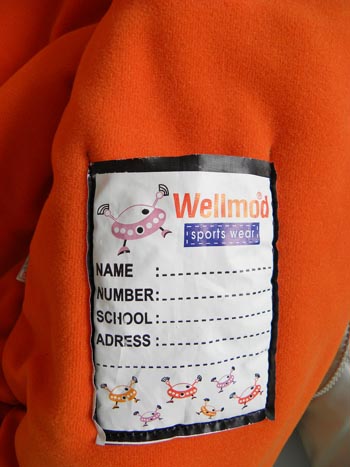 Wellmod
sports wear
NAME :
NUMBER:
SCHOOL :
ADRESS :